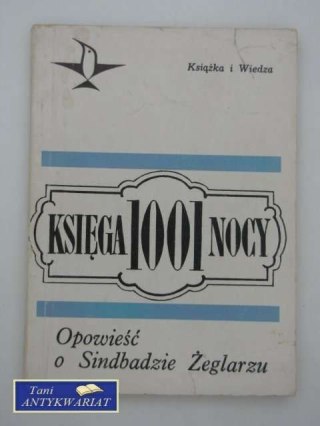 Książka i Wiedza
KSIĘGA 1001 NOCY
Opowieść
o Sindbadzie Żeglarzu
Tani
ANTYKWARIAT